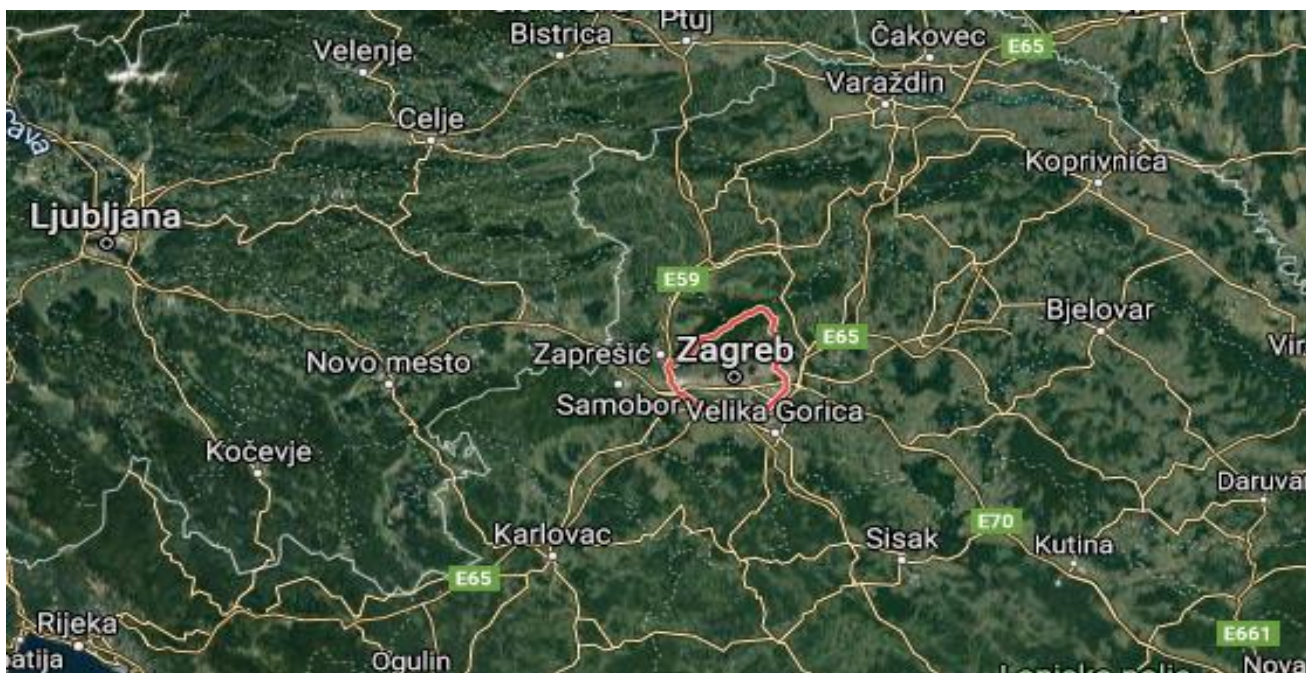 Ptuj
Bistrica
Čakovec
Velenje
E65
Varaždin
Celje
Koprivnica
Ljubljana
E59
Bjelovar
E65
Zagreb
Zaprešić
Novo mesto
Samobor
Velika Gorica
Kočevje
E70
Karlovac
Sisak
Kutina
E65
Rijeka
E661
Ogulin